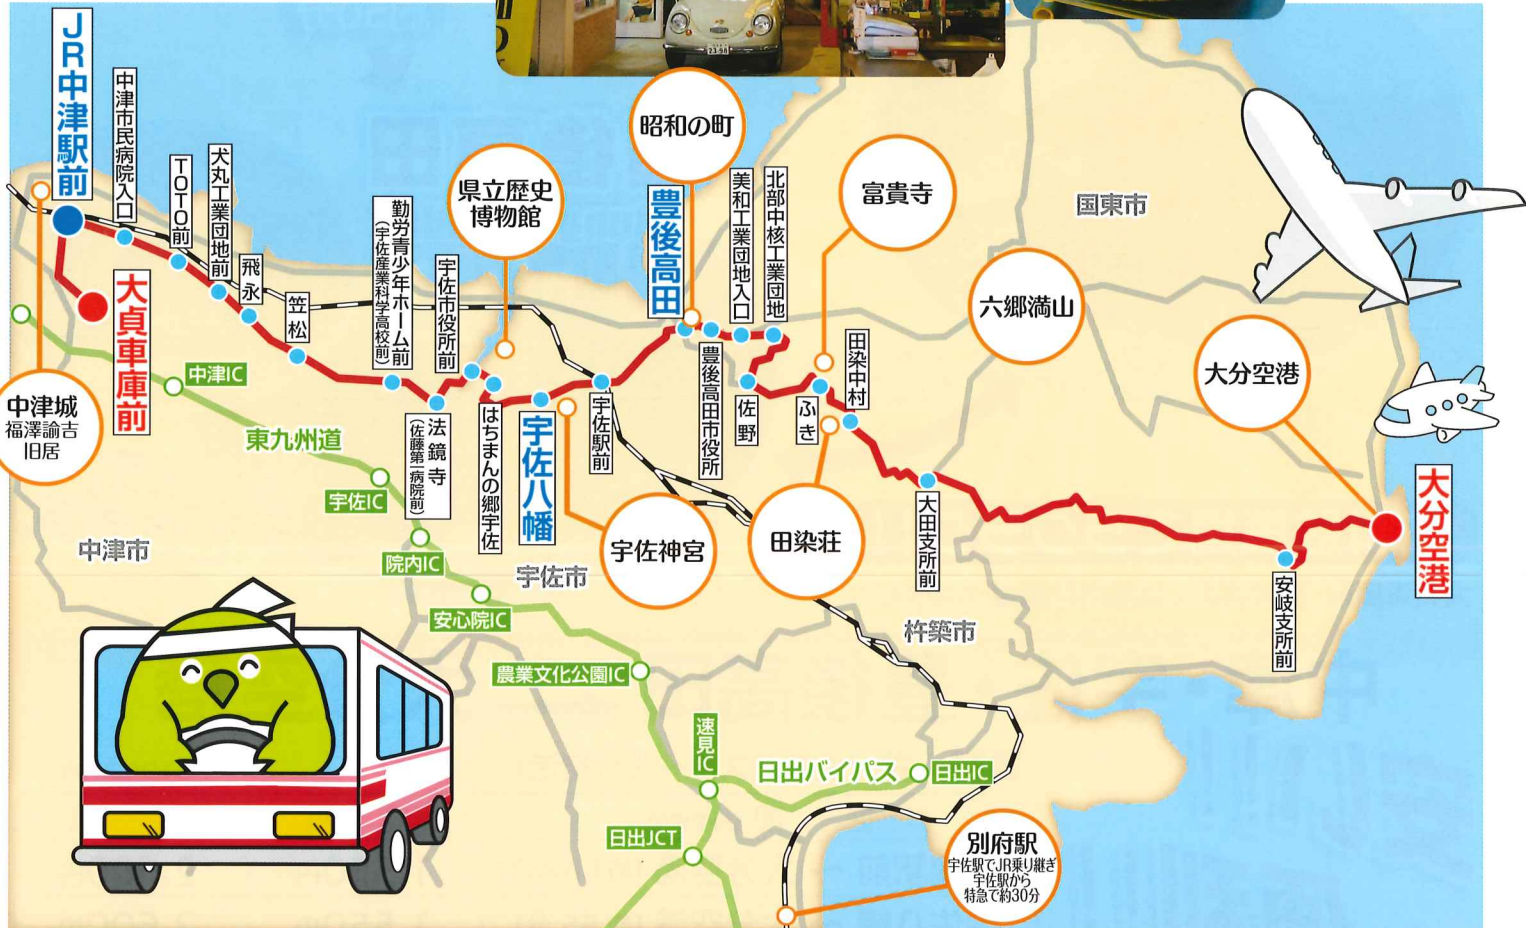 23-98
JR中津駅前
中津市民病院入口
TOTO前
犬丸工業団地前
飛永
笠松
勤労青少年ホーム前
(宇佐産業科学高校前)
宇佐市役所前
県立歴史
博物館
昭和の町
豊後高田
美和工業団地入口
北部中核工業団地
富貴寺
国東市
六郷満山
大分空港
大貞車庫前
中津IC
中津城
福澤諭吉
旧居
東九州道
宇佐IC
法鏡寺
(佐藤第一病院前)
はちまんの郷宇佐
宇佐八幡
宇佐駅前
豊後高田市役所
佐野
ふき
田染中村
大田支所前
大分空港
安岐支所前
中津市
院内IC
宇佐市
宇佐神宮
田染荘
安心院IC
杵築市
農業文化公園IC
速見IC
日出バイパス
日出IC
日出JCT
別府駅
宇佐駅でJR乗り継ぎ
宇佐駅から
特急で約30分